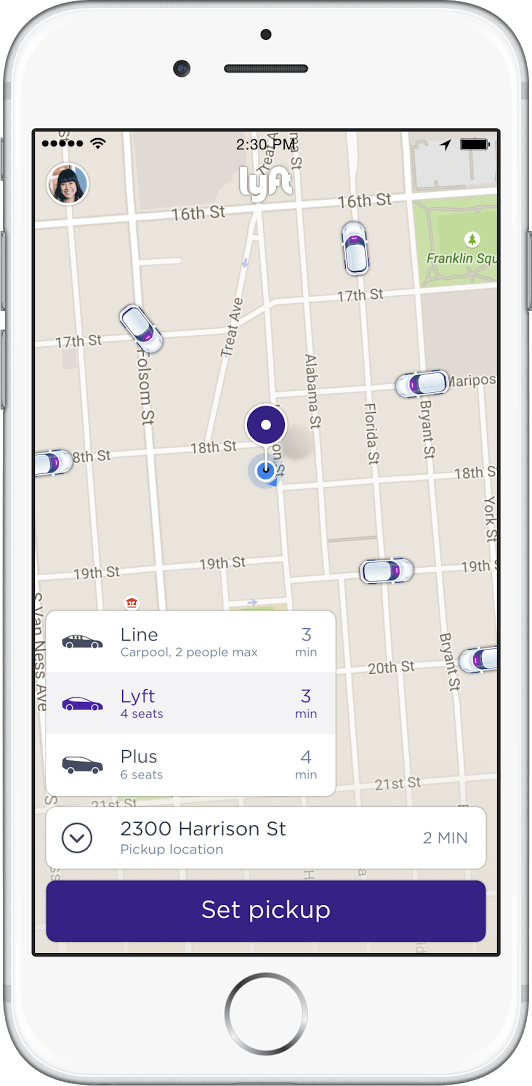 2:30 PM
lyft
Treat A
ns St
16th St
16th St
Franklin Squ
17th St
17th St
Treat Ave
Folsom St
Alabama St
Maripos
Florida St
Bryant St
18th St
8th St
on St
18th S
York St
19th St
19th St
19th
S Van Ness Ave
Bryant St
20th St
21st St
21st St
Line
3
Carpool, 2 people max
min
Lyft
3
4 seats
min
Plus
4
6 seats
min
2300 Harrison St
2 MIN
Pickup location
Set pickup